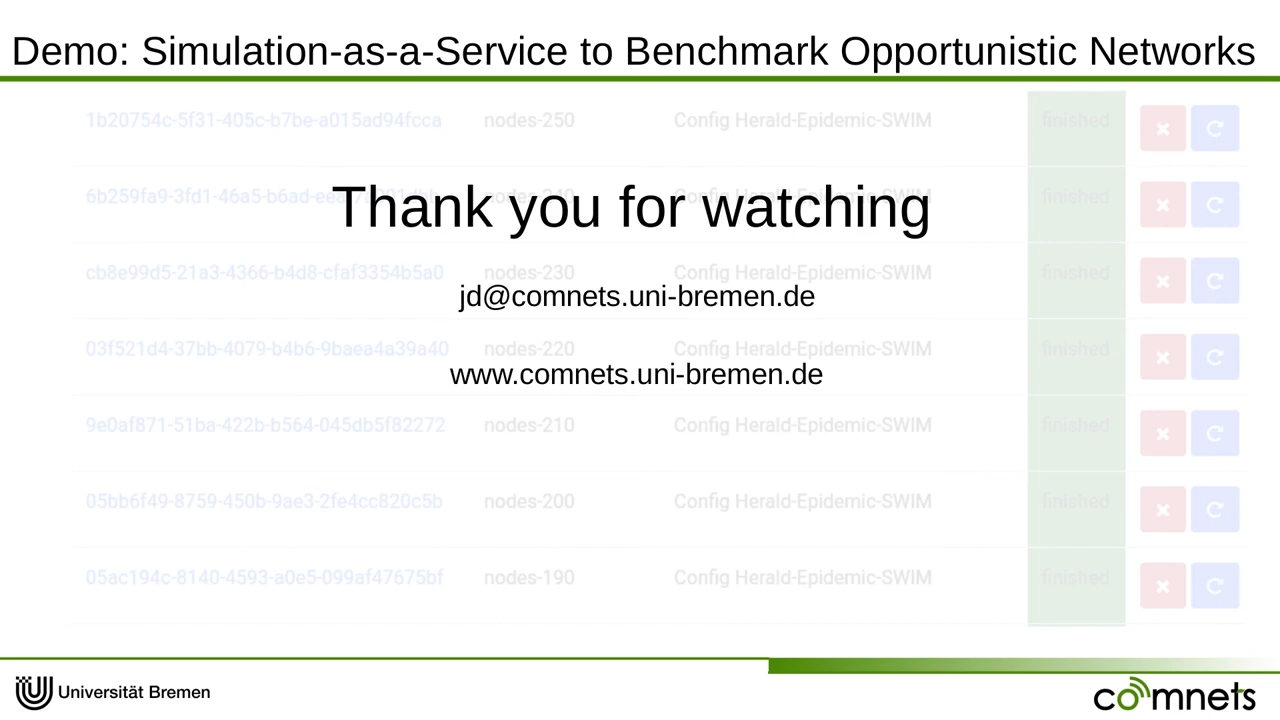 Demo: Simulation-as-a-Service to Benchmark Opportunistic Networks
1b20754c-5f31-405c-b7be-a015ad94fcca nodes-250 Config Herald-Epidemic-SWIM finished
6b259fa9-3fd1-46a5-b6ad- nodes-240 Config Herald-Epidemic-SWIM finished
Thank you for watching
cb8e99d5-21a3-4366-b4d8-cfaf3354b5a0 nodes-230 Config Herald-Epidemic-SWIM finished
jd@comnets.uni-bremen.de
03f521d4-37bb-4079-b4b6-9baea4a39a40 nodes-220 Config Herald-Epidemic-SWIM finished
www.comnets.uni-bremen.de
9e0af871-51ba-422b-b564-045db5f82272 nodes-210 Config Herald-Epidemic-SWIM finished
05bb6f49-8759-450b-9ae3-2fe4cc820c5b nodes-200 Config Herald-Epidemic-SWIM finished
05ac194c-8140-4593-a0e5-099af47675bf nodes-190 Config Herald-Epidemic-SWIM finished
Universität Bremen
comnets